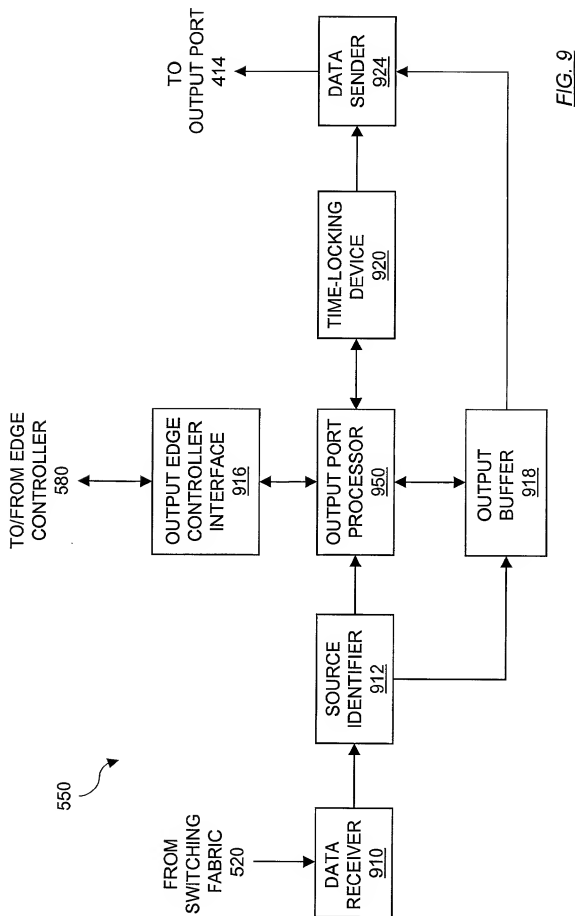 550
FROM
SWITCHING
FABRIC
520
DATA
RECEIVER
910
SOURCE
IDENTIFIER
912
TO/FROM EDGE
CONTROLLER
580
OUTPUT EDGE
CONTROLLER
INTERFACE
916
OUTPUT PORT
PROCESSOR
950
OUTPUT
BUFFER
918
TIME-LOCKING
DEVICE
920
TO
OUTPUT PORT
414
DATA
SENDER
924
FIG. 9